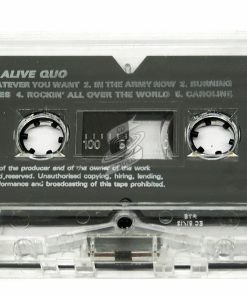 ALIVE QUO
ATEVER YOU WANT 2. IN THE ARMY NOW 3. BURNING
ES 4. ROCKIN' ALL OVER THE WORLD 5. CAROLINE
100
of the producer and of the owner of the work
d reserved. Unauthorised copying, hiring, lending,
formance and broadcasting of this tape prohibited.